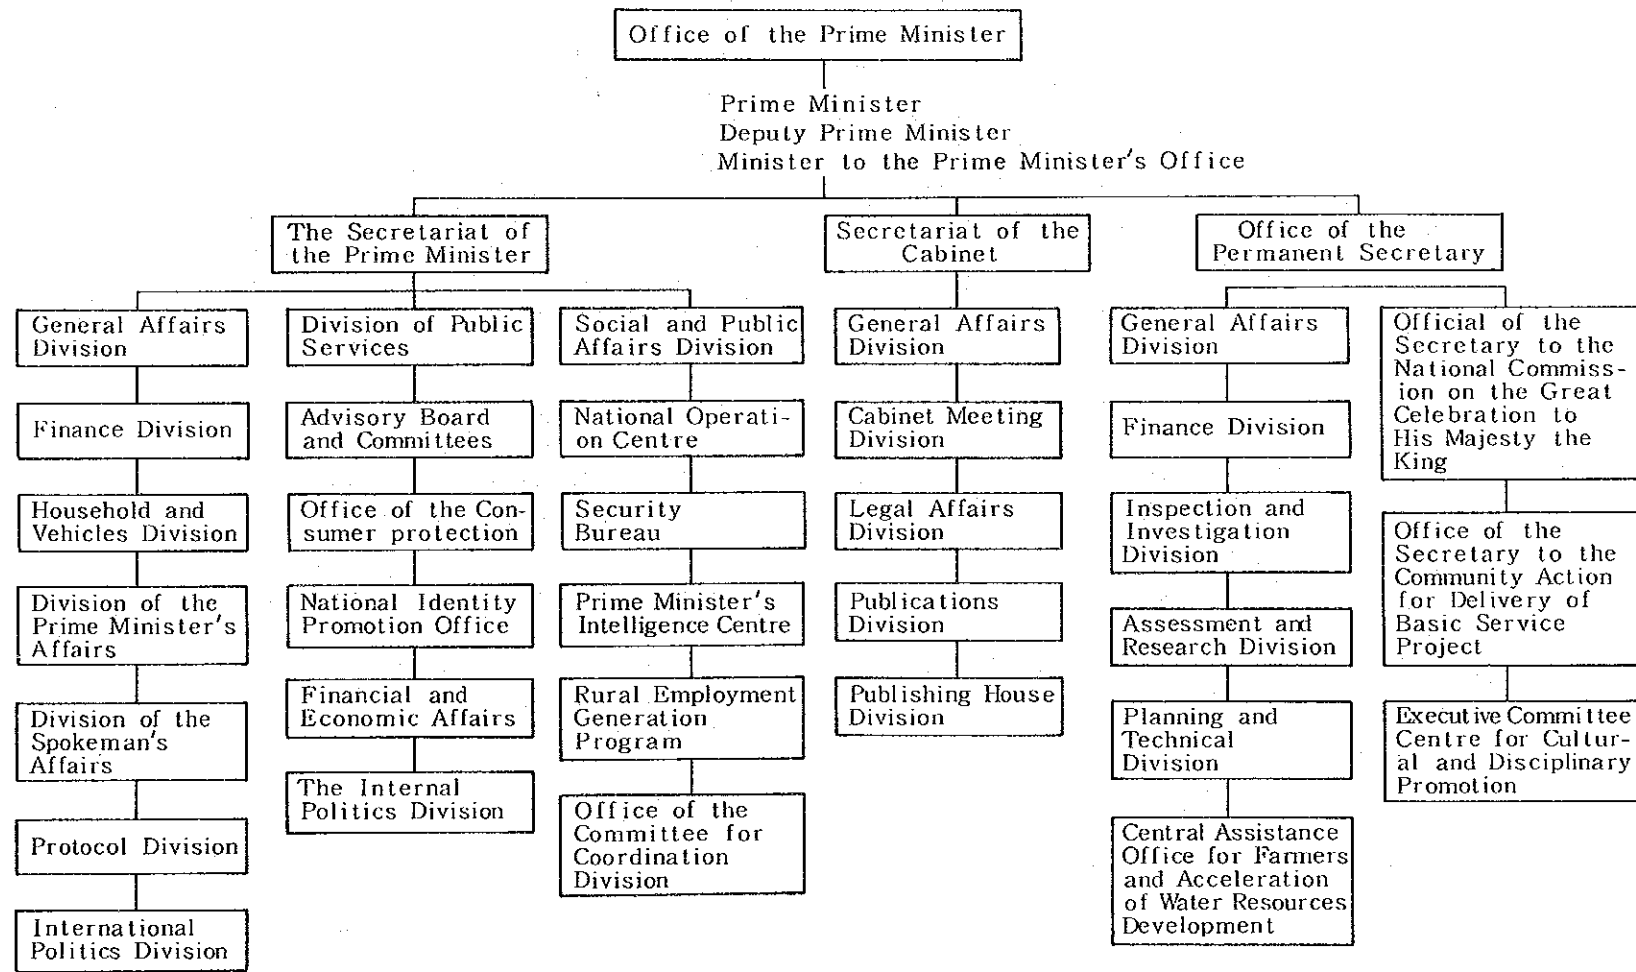 Office of the Prime Minister
Prime Minister
Deputy Prime Minister
Minister to the Prime Minister's Office
The Secretariat of
the Prime Minister
Secretariat of the
Cabinet
Office of the
Permanent Secretary
General Affairs
Division
Finance Division
Household and
Vehicles Division
Division of the
Prime Minister's
Affairs
Division of the
Spokeman's
Affairs
Protocol Division
International
Politics Division
Division of Public
Services
Advisory Board
and Committees
Office of the Con-
sumer protection
National Identity
Promotion Office
Financial and
Economic Affairs
The Internal
Politics Division
Social and Public
Affairs Division
National Operati-
on Centre
Security
Bureau
Prime Minister's
Intelligence Centre
Rural Employment
Generation
Program
Office of the
Committee for
Coordination
Division
General Affairs
Division
Cabinet Meeting
Division
Legal Affairs
Division
Publications
Division
Publishing House
Division
General Affairs
Division
Finance Division
Inspection and
Investigation
Division
Assessment and
Research Division
Planning and
Technical
Division
Central Assistance
Office for Farmers
and Acceleration
of Water Resources
Development
Official of the
Secretary to the
National Commiss-
ion on the Great
Celebration to
His Majesty the
King
Office of the
Secretary to the
Community Action
for Delivery of
Basic Service
Project
Executive Committee
Centre for Cultur-
al and Disciplinary
Promotion